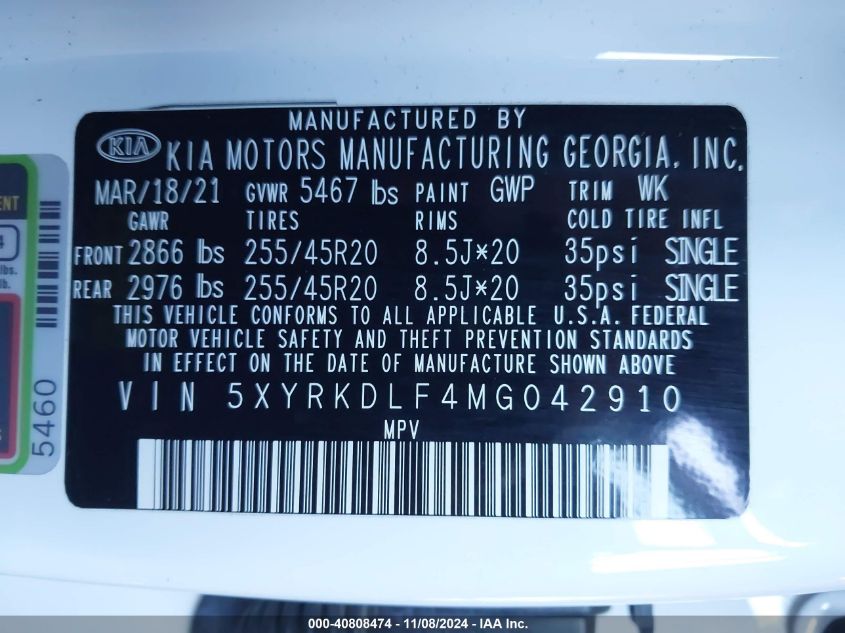 MANUFACTURED BY
KIA KIA MOTORS MANUFACTURING GEORGIA, INC.
MAR/18/21 GVWR 5467 lbs PAINT GWP TRIM WK
GAWR TIRES RIMS COLD TIRE INFL
FRONT 2866 lbs 255/45R20 8.5J*20 35psi SINGLE
REAR 2976 lbs 255/45R20 8.5J*20 35psi SINGLE
THIS VEHICLE CONFORMS TO ALL APPLICABLE U.S.A. FEDERAL
MOTOR VEHICLE SAFETY AND THEFT PREVENTION STANDARDS
IN EFFECT ON THE DATE OF MANUFACTURE SHOWN ABOVE
VIN 5XYRKDLF4MG042910
MPV
ENT
4
lbs.
lb.
5460
000-40808474 - 11/08/2024 - IAA Inc.